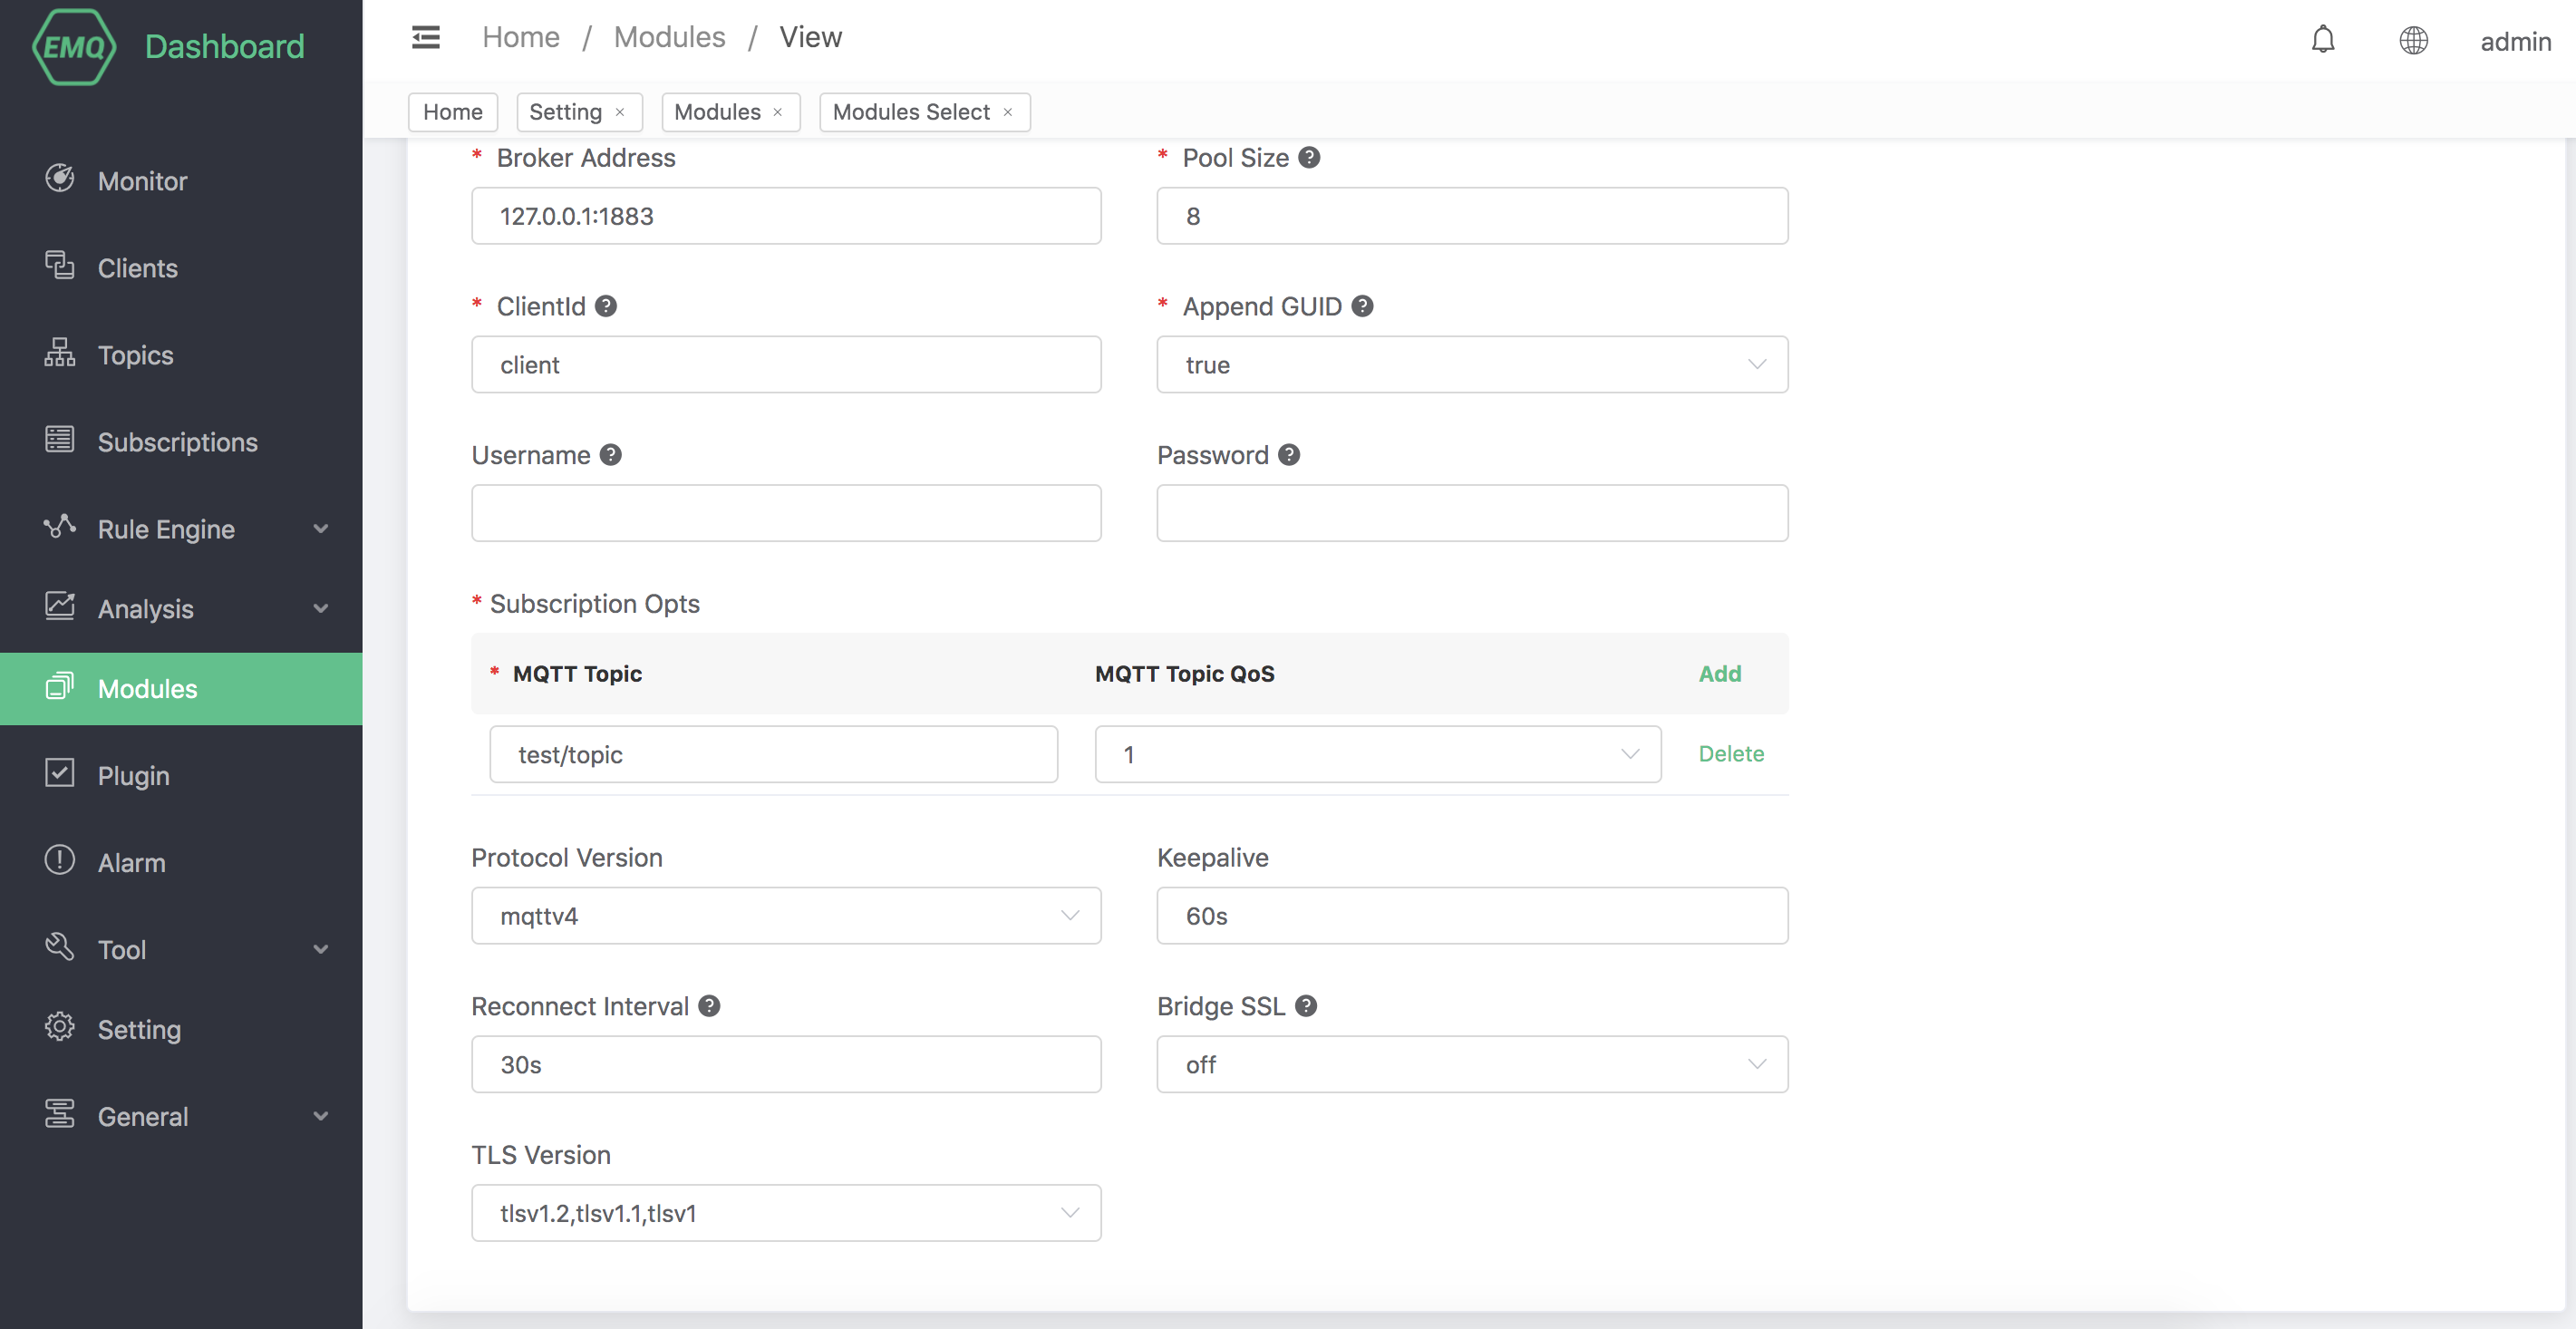 EMQ Dashboard
Monitor
Clients
Topics
Subscriptions
Rule Engine
Analysis
Modules
Plugin
Alarm
Tool
Setting
General
Home / Modules / View
admin
Home
Setting ×
Modules ×
Modules Select ×
* Broker Address
* Pool Size ?
127.0.0.1:1883
8
* ClientId ?
* Append GUID ?
client
true
Username ?
Password ?
* Subscription Opts
* MQTT Topic
MQTT Topic QoS
Add
test/topic
1
Delete
Protocol Version
Keepalive
mqttv4
60s
Reconnect Interval ?
Bridge SSL ?
30s
off
TLS Version
tlsv1.2,tlsv1.1,tlsv1